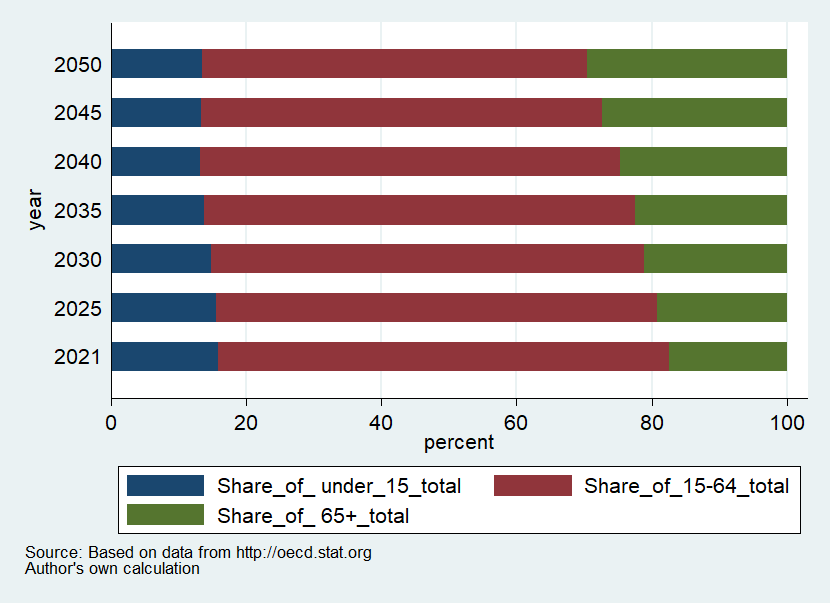 2050
2045
2040
2035
2030
2025
2021
year
0 20 40 60 80 100
percent
Share_of_ under_15_total Share_of_15-64_total
Share_of_ 65+_total
Source: Based on data from http://oecd.stat.org
Author's own calculation